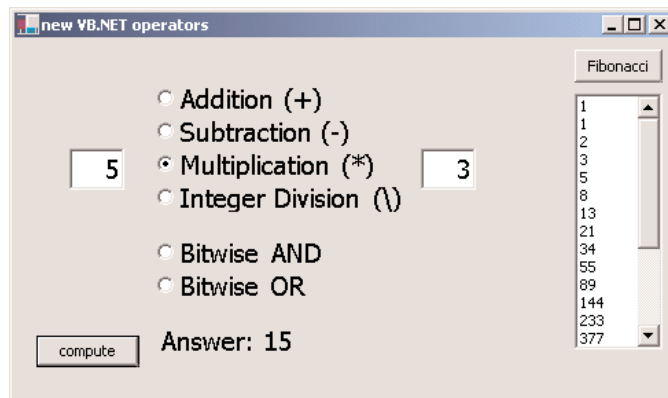 new VB.NET operators
Fibonacci
Addition (+)
Subtraction (-)
5
Multiplication (*)
3
Integer Division (\)
Bitwise AND
Bitwise OR
compute
Answer: 15
1
1
2
3
5
8
13
21
34
55
89
144
233
377